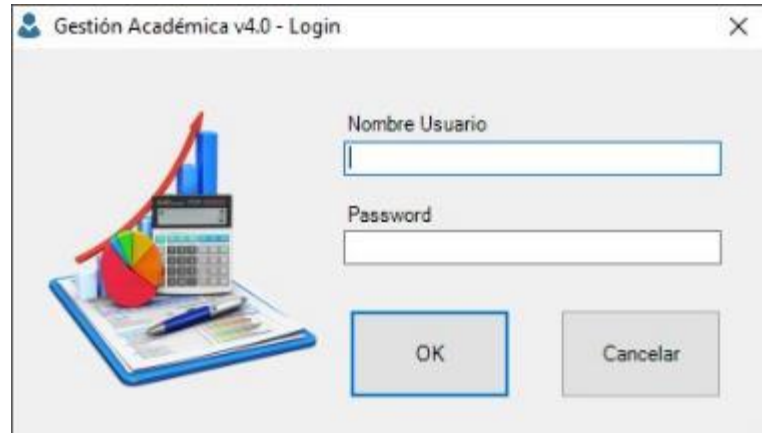 Gestión Académica v4.0 - Login
Nombre Usuario
Password
OK
Cancelar